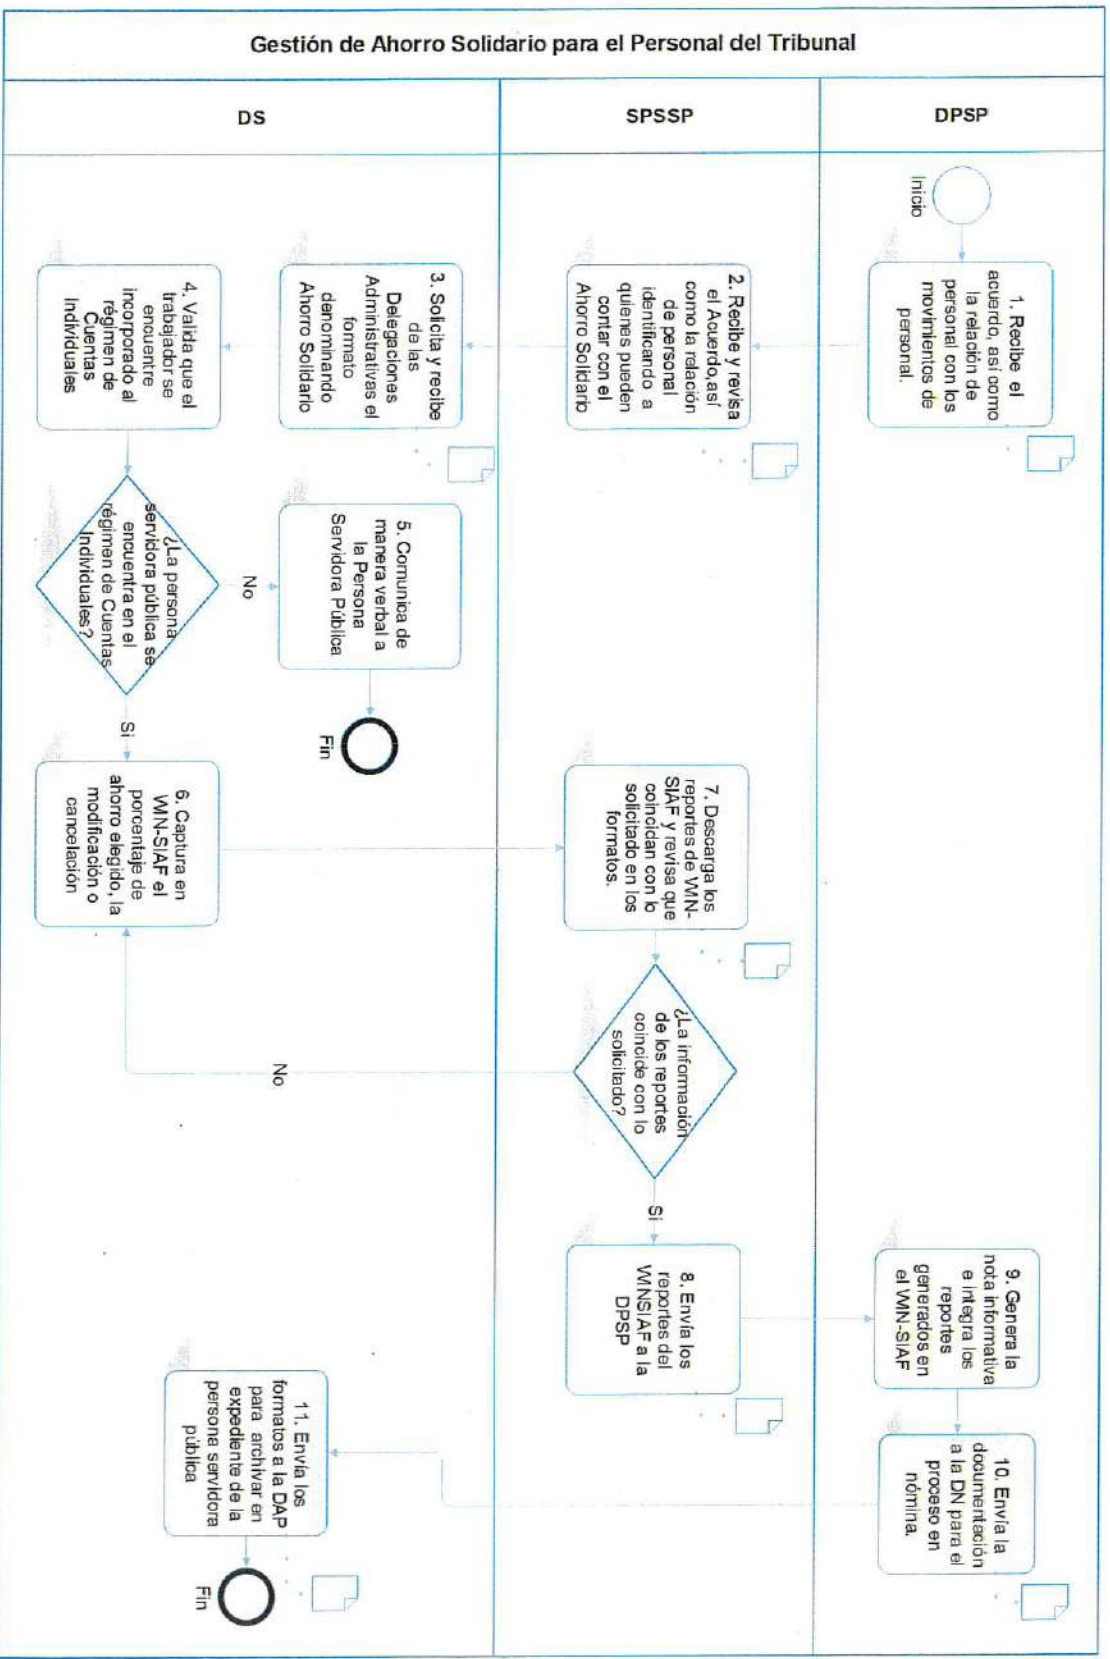 Gestión de Ahorro Solidario para el Personal del Tribunal
DPSP
SPSSP
DS
Inicio
1. Recibe el
acuerdo, así como
la relación de
personal con los
movimientos de
personal.
2. Recibe y revisa
el Acuerdo,así
como la relación
de personal
identificando a
quienes pueden
contar con el
Ahorro Solidario
3. Solicita y recibe
de las
Delegaciones
Administrativas el
formato
denominando
Ahorro Solidario
4. Valida que el
trabajador se
encuentre
incorporado al
régimen de
Cuentas
Individuales
¿La persona
servidora pública se
encuentra en el
régimen de Cuentas
Individuales?
No
5. Comunica de
manera verbal a
la Persona
Servidora Pública
Fin
Si
6. Captura en
WIN-SIAF el
porcentaje de
ahorro elegido, la
modificación o
cancelación
7. Descarga los
reportes de WIN-
SIAF y revisa que
coincidan con lo
solicitado en los
formatos.
¿La información
de los reportes
coincide con lo
solicitado?
No
Si
8. Envía los
reportes del
WINSIAF a la
DPSP
9. Genera la
nota informativa
e integra los
reportes
generados en
el WIN-SIAF
10. Envía la
documentación
a la DN para el
proceso en
nómina.
11. Envía los
formatos a la DAP
para archivar en
expediente de la
persona servidora
pública
Fin